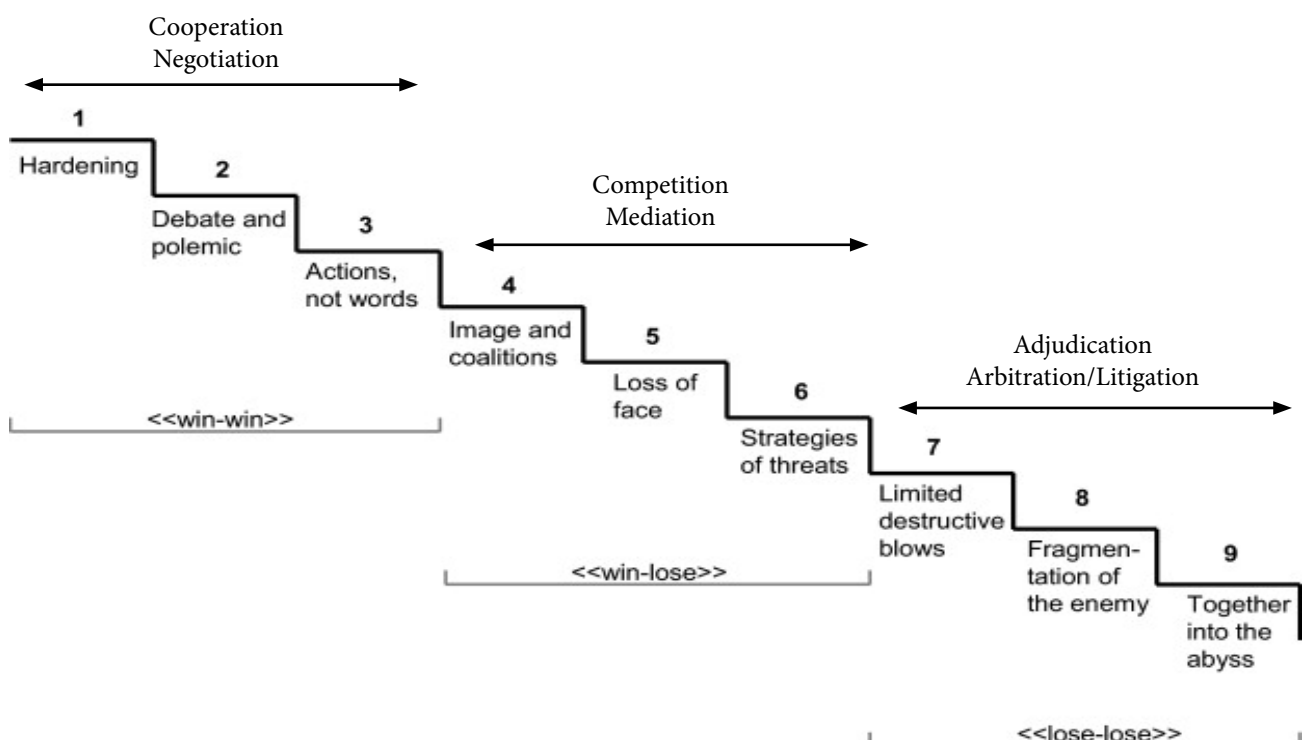 Cooperation
Negotiation
1
Hardening
2
Debate and
polemic
3
Actions,
not words
<<win-win>>
Competition
Mediation
4
Image and
coalitions
5
Loss of
face
6
Strategies
of threats
<<win-lose>>
Adjudication
Arbitration/Litigation
7
Limited
destructive
blows
8
Fragmen-
tation of
the enemy
9
Together
into the
abyss
<<lose-lose>>